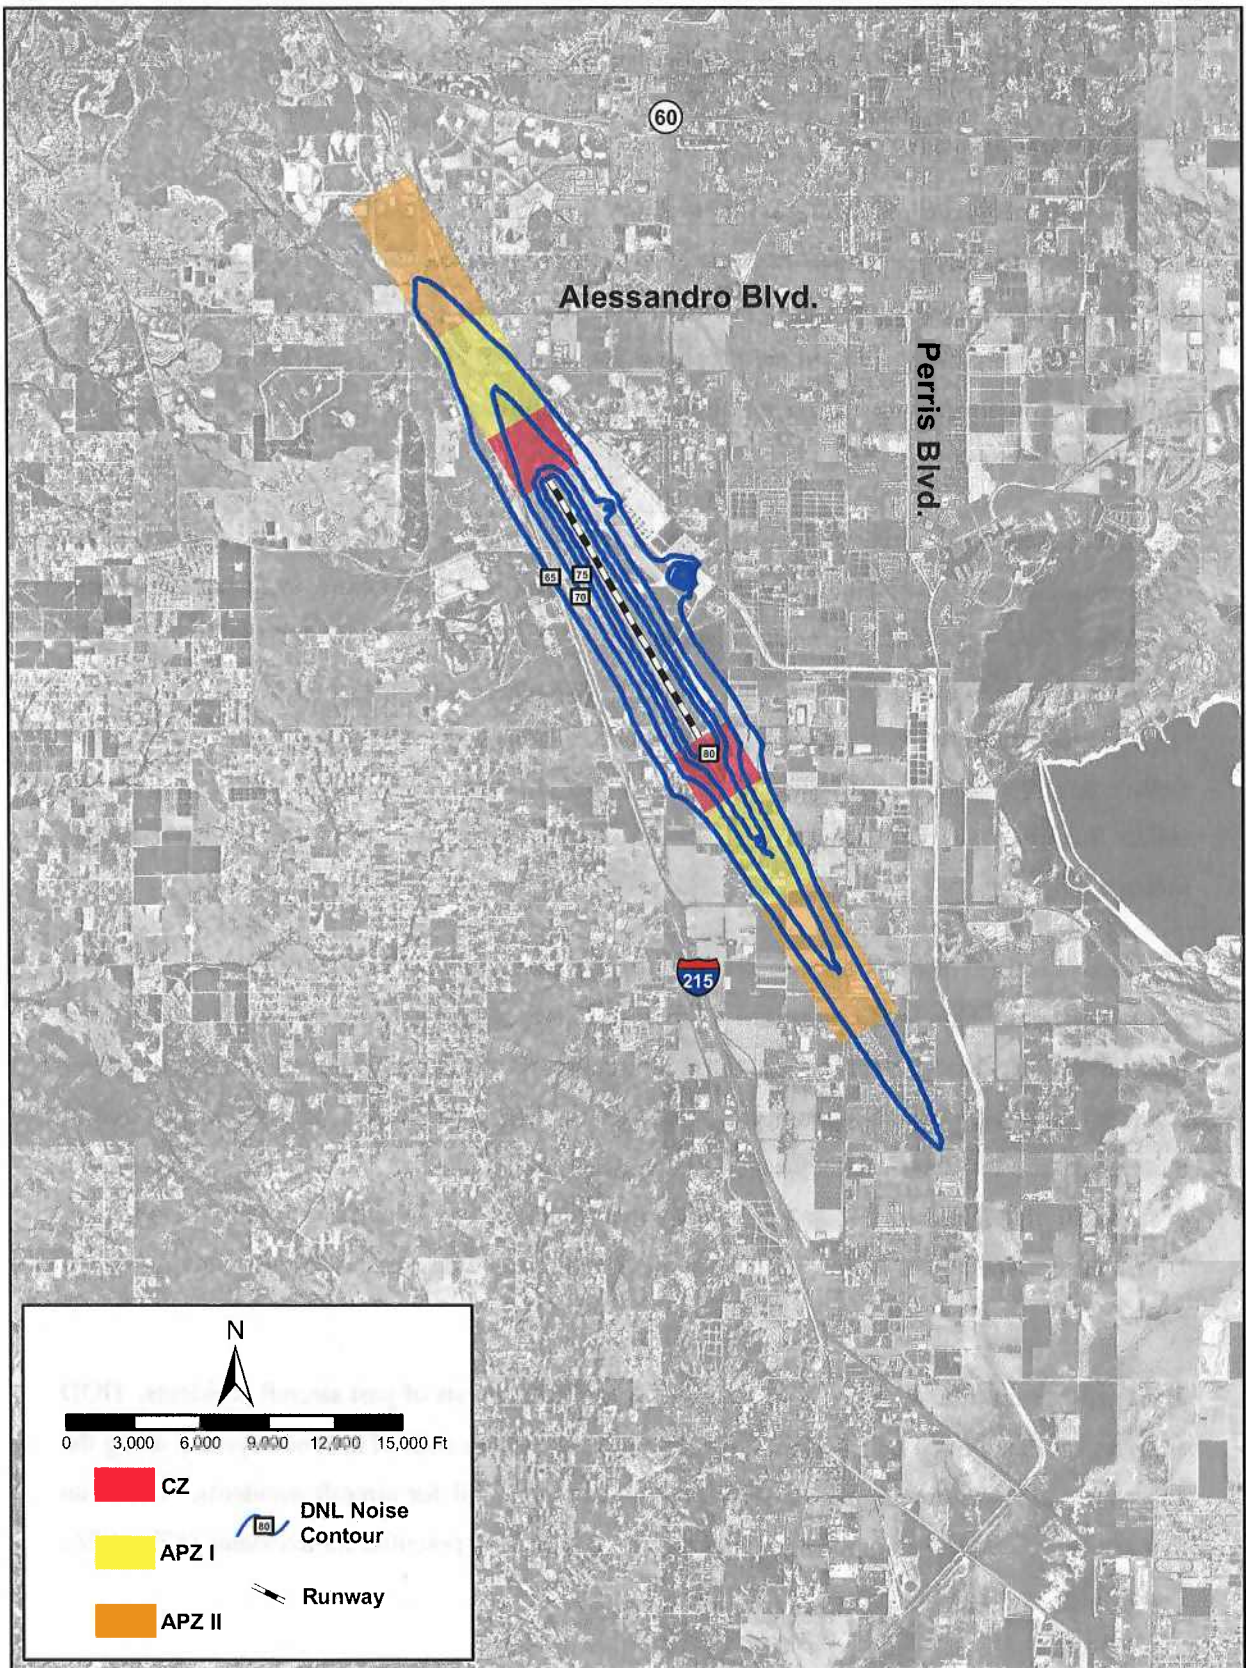 60
Alessandro Blvd.
Perris Blvd.
65
75
70
80
215
N
0 3,000 6,000 9,000 12,000 15,000 Ft
CZ
80
DNL Noise
Contour
APZ I
Runway
APZ II